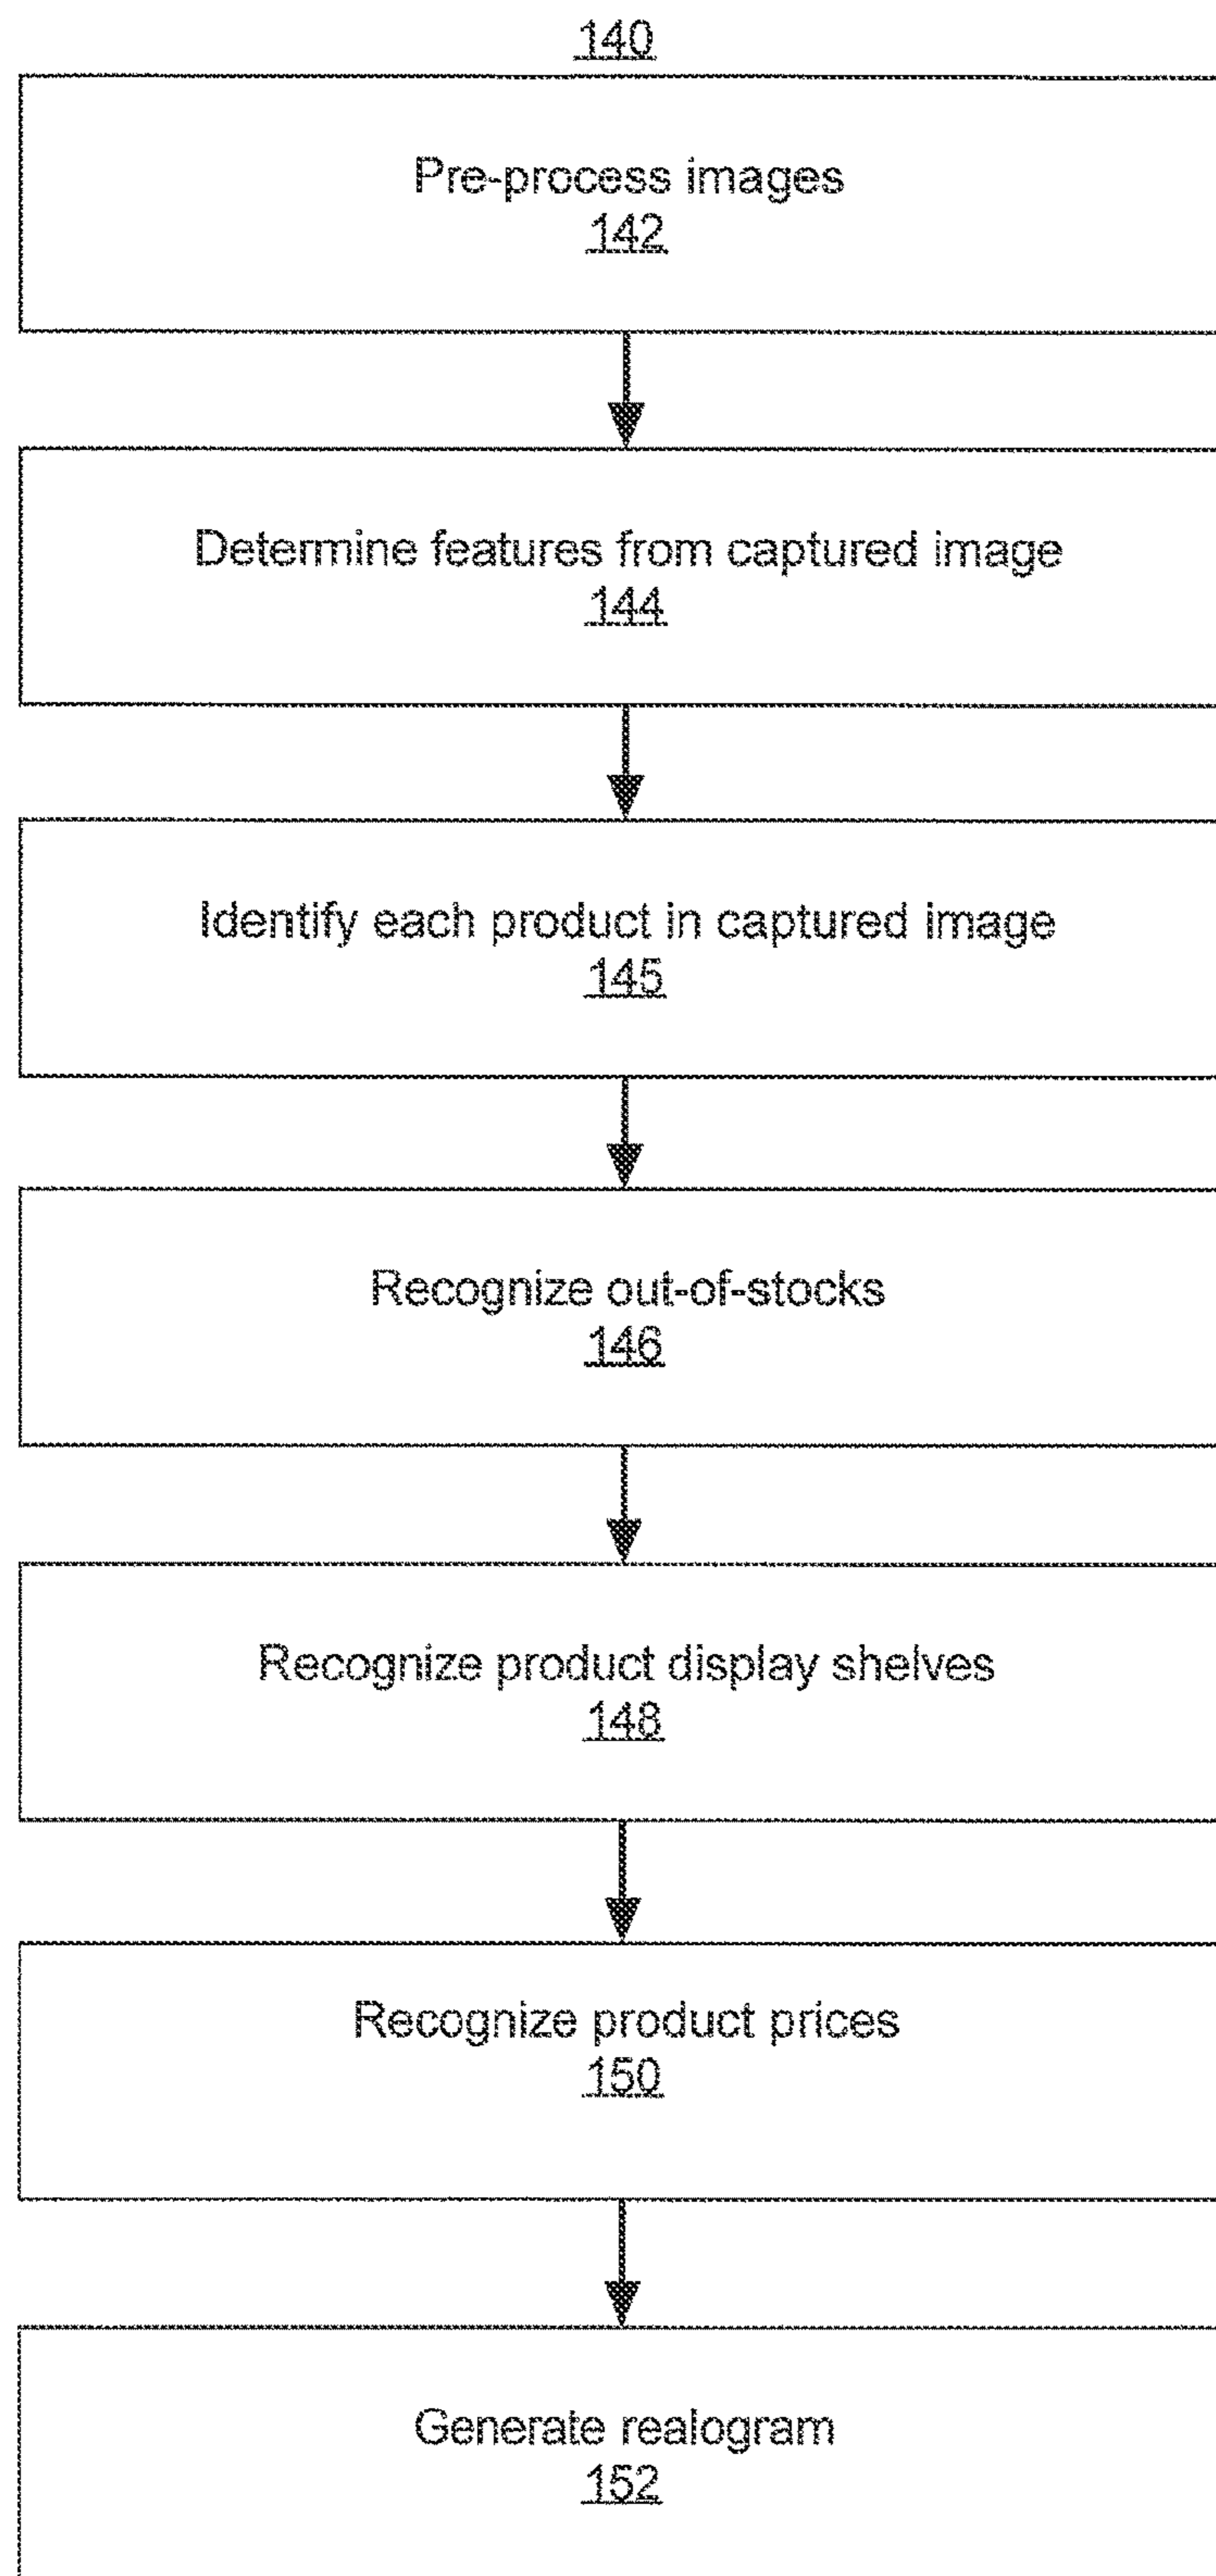 140
Pre-process images
142
Determine features from captured image
144
Identify each product in captured image
145
Recognize out-of-stocks
146
Recognize product display shelves
148
Recognize product prices
150
Generate realogram
152